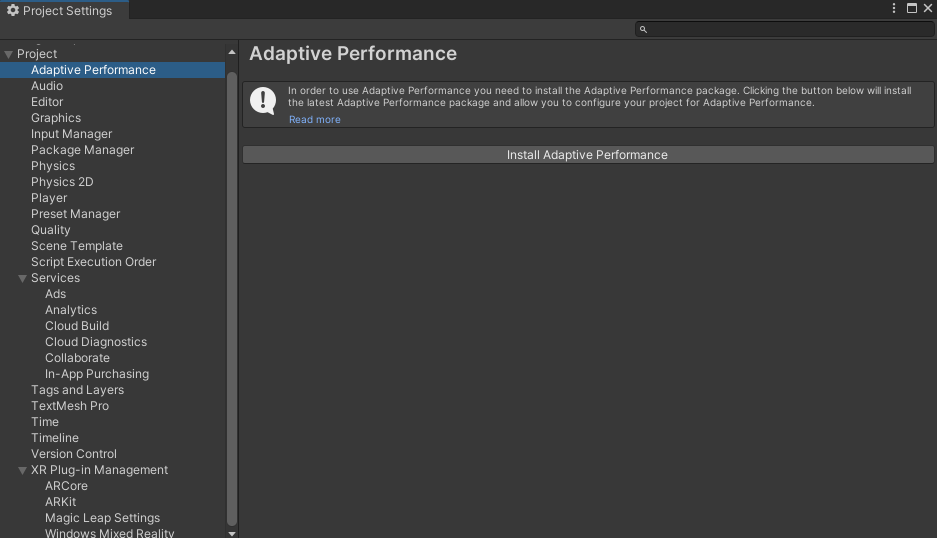 Project Settings
Project
Adaptive Performance
Audio
Editor
Graphics
Input Manager
Package Manager
Physics
Physics 2D
Player
Preset Manager
Quality
Scene Template
Script Execution Order
Services
Ads
Analytics
Cloud Build
Cloud Diagnostics
Collaborate
In-App Purchasing
Tags and Layers
TextMesh Pro
Time
Timeline
Version Control
XR Plug-in Management
ARCore
ARKit
Magic Leap Settings
Windows Mixed Reality
Adaptive Performance
In order to use Adaptive Performance you need to install the Adaptive Performance package. Clicking the button below will install
the latest Adaptive Performance package and allow you to configure your project for Adaptive Performance.
Read more
Install Adaptive Performance